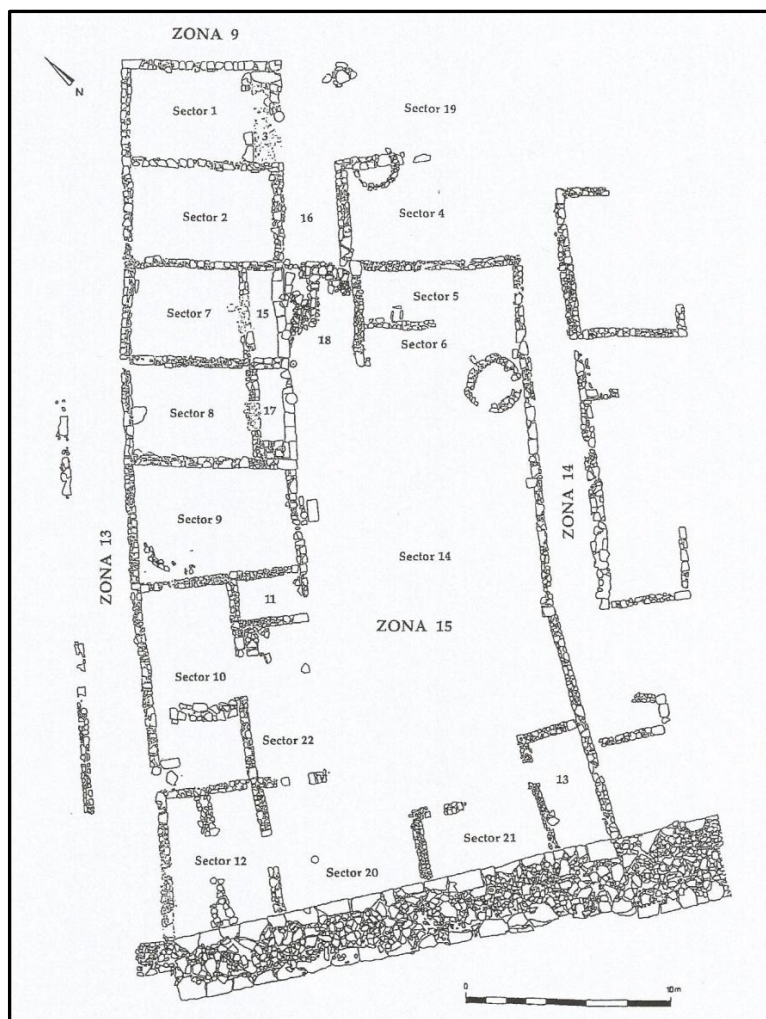 ZONA 9
N
Sector 1
3
Sector 19
Sector 2
16
Sector 4
Sector 7
15
Sector 5
18
Sector 6
Sector 8
17
ZONA 14
Sector 9
Sector 14
ZONA 13
11
ZONA 15
Sector 10
Sector 22
13
Sector 21
Sector 12
Sector 20
0
10m